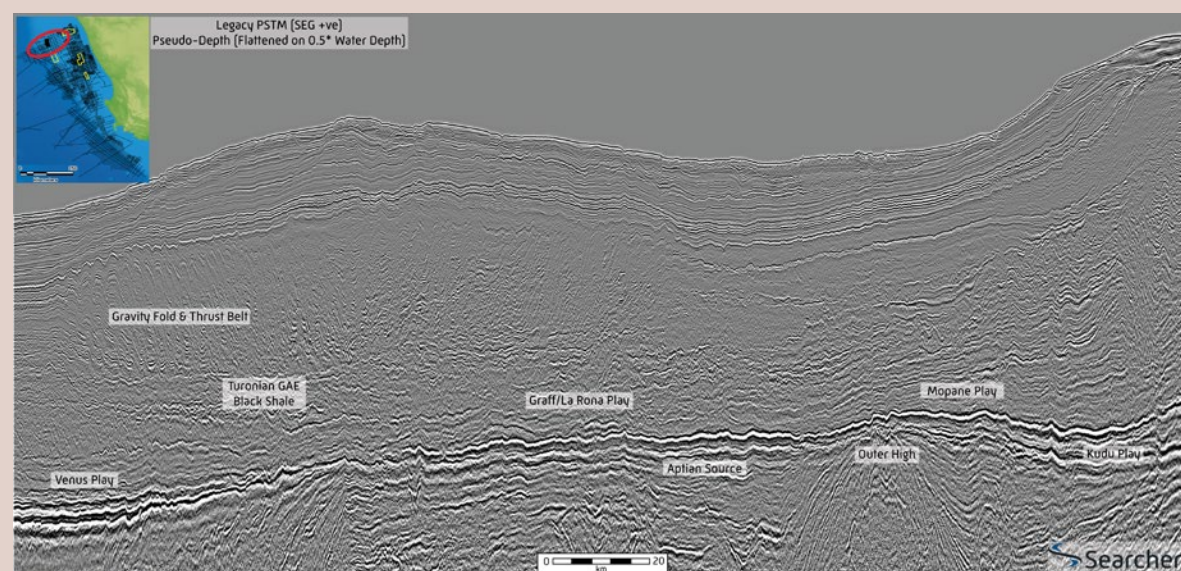 Legacy PSTM (SEG +ve)
Pseudo-Depth (Flattened on 0.5* Water Depth)
Gravity Fold & Thrust Belt
Turonian GAE
Black Shale
Graff/La Rona Play
Mopane Play
Venus Play
Aptian Source
Outer High
Kudu Play
0 20
km
Searcher